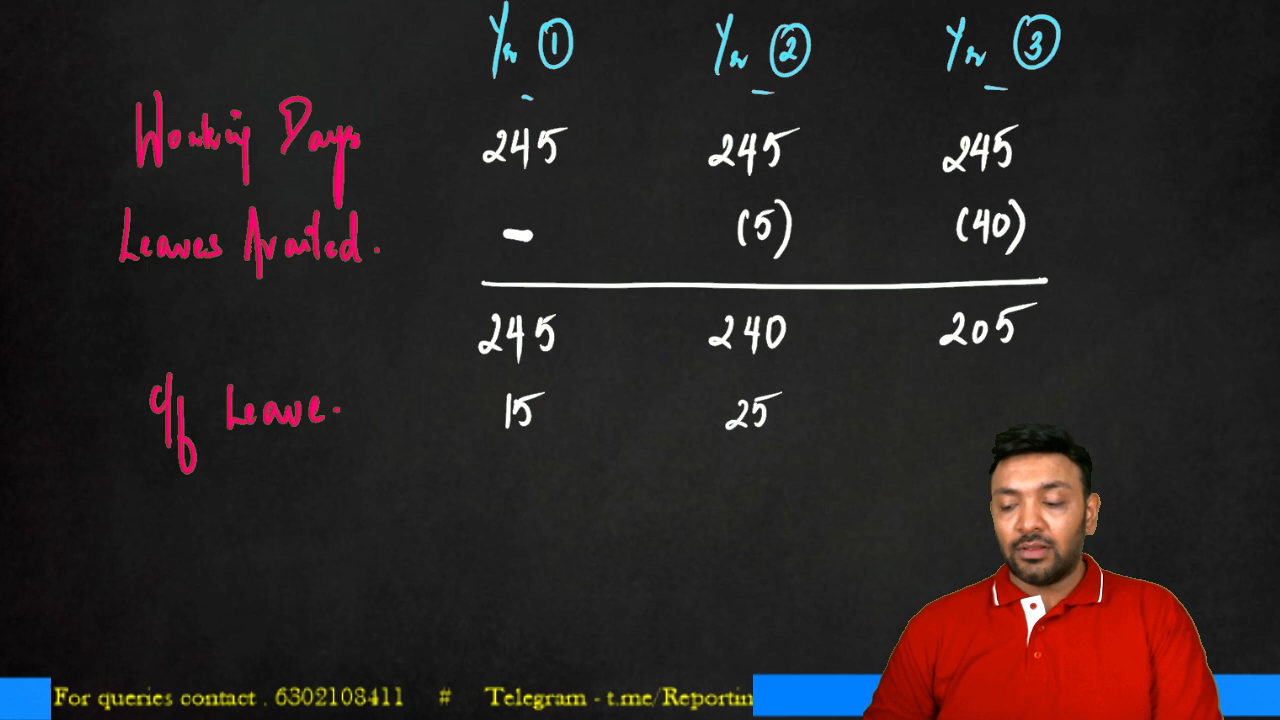 Yr ① Yr ② Yr ③
Working Days 245 245 245
Leaves Availed. - (5) (40)
245 240 205
c/f Leave. 15 25
For queries contact . 6302108411 # Telegram - t.me/Reportin